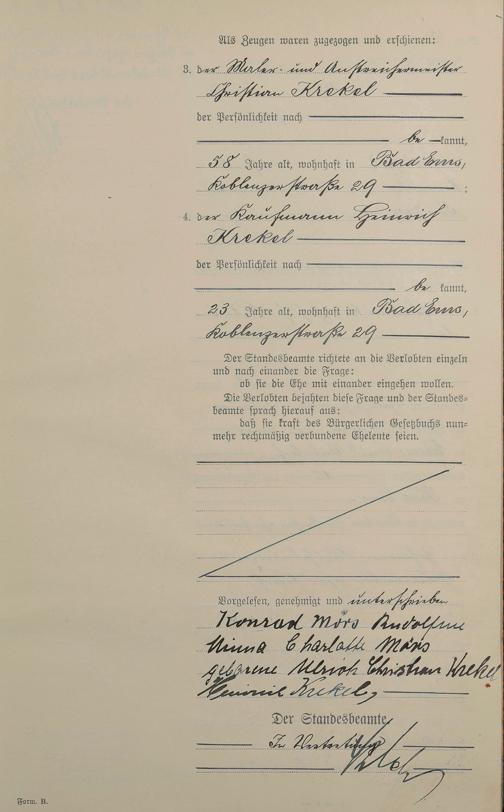 Als Zeugen waren zugezogen und erschienen:
3. der Maler- und Anstreichermeister
Christian Krekel
der Persönlichkeit nach
be kannt,
58 Jahre alt, wohnhaft in Bad Ems,
Koblenzerstraße 29 ;
4. der Kaufmann Heinrich
Krekel
der Persönlichkeit nach
be kannt,
23 Jahre alt, wohnhaft in Bad Ems,
Koblenzerstraße 29
Der Standesbeamte richtete an die Verlobten einzeln
und nach einander die Frage:
ob sie die Ehe mit einander eingehen wollen.
Die Verlobten bejahten diese Frage und der Standes-
beamte sprach hierauf aus:
daß sie kraft des Bürgerlichen Gesetzbuchs nun-
mehr rechtmäßig verbundene Eheleute seien.
Vorgelesen, genehmigt und unterschrieben
Konrad Mörs Rudolfine
Minna Charlotte Mörs
geborene Ulrich Christian Krekel
Heinrich Krekel,
Der Standesbeamte
In Vertretung
Form. B.